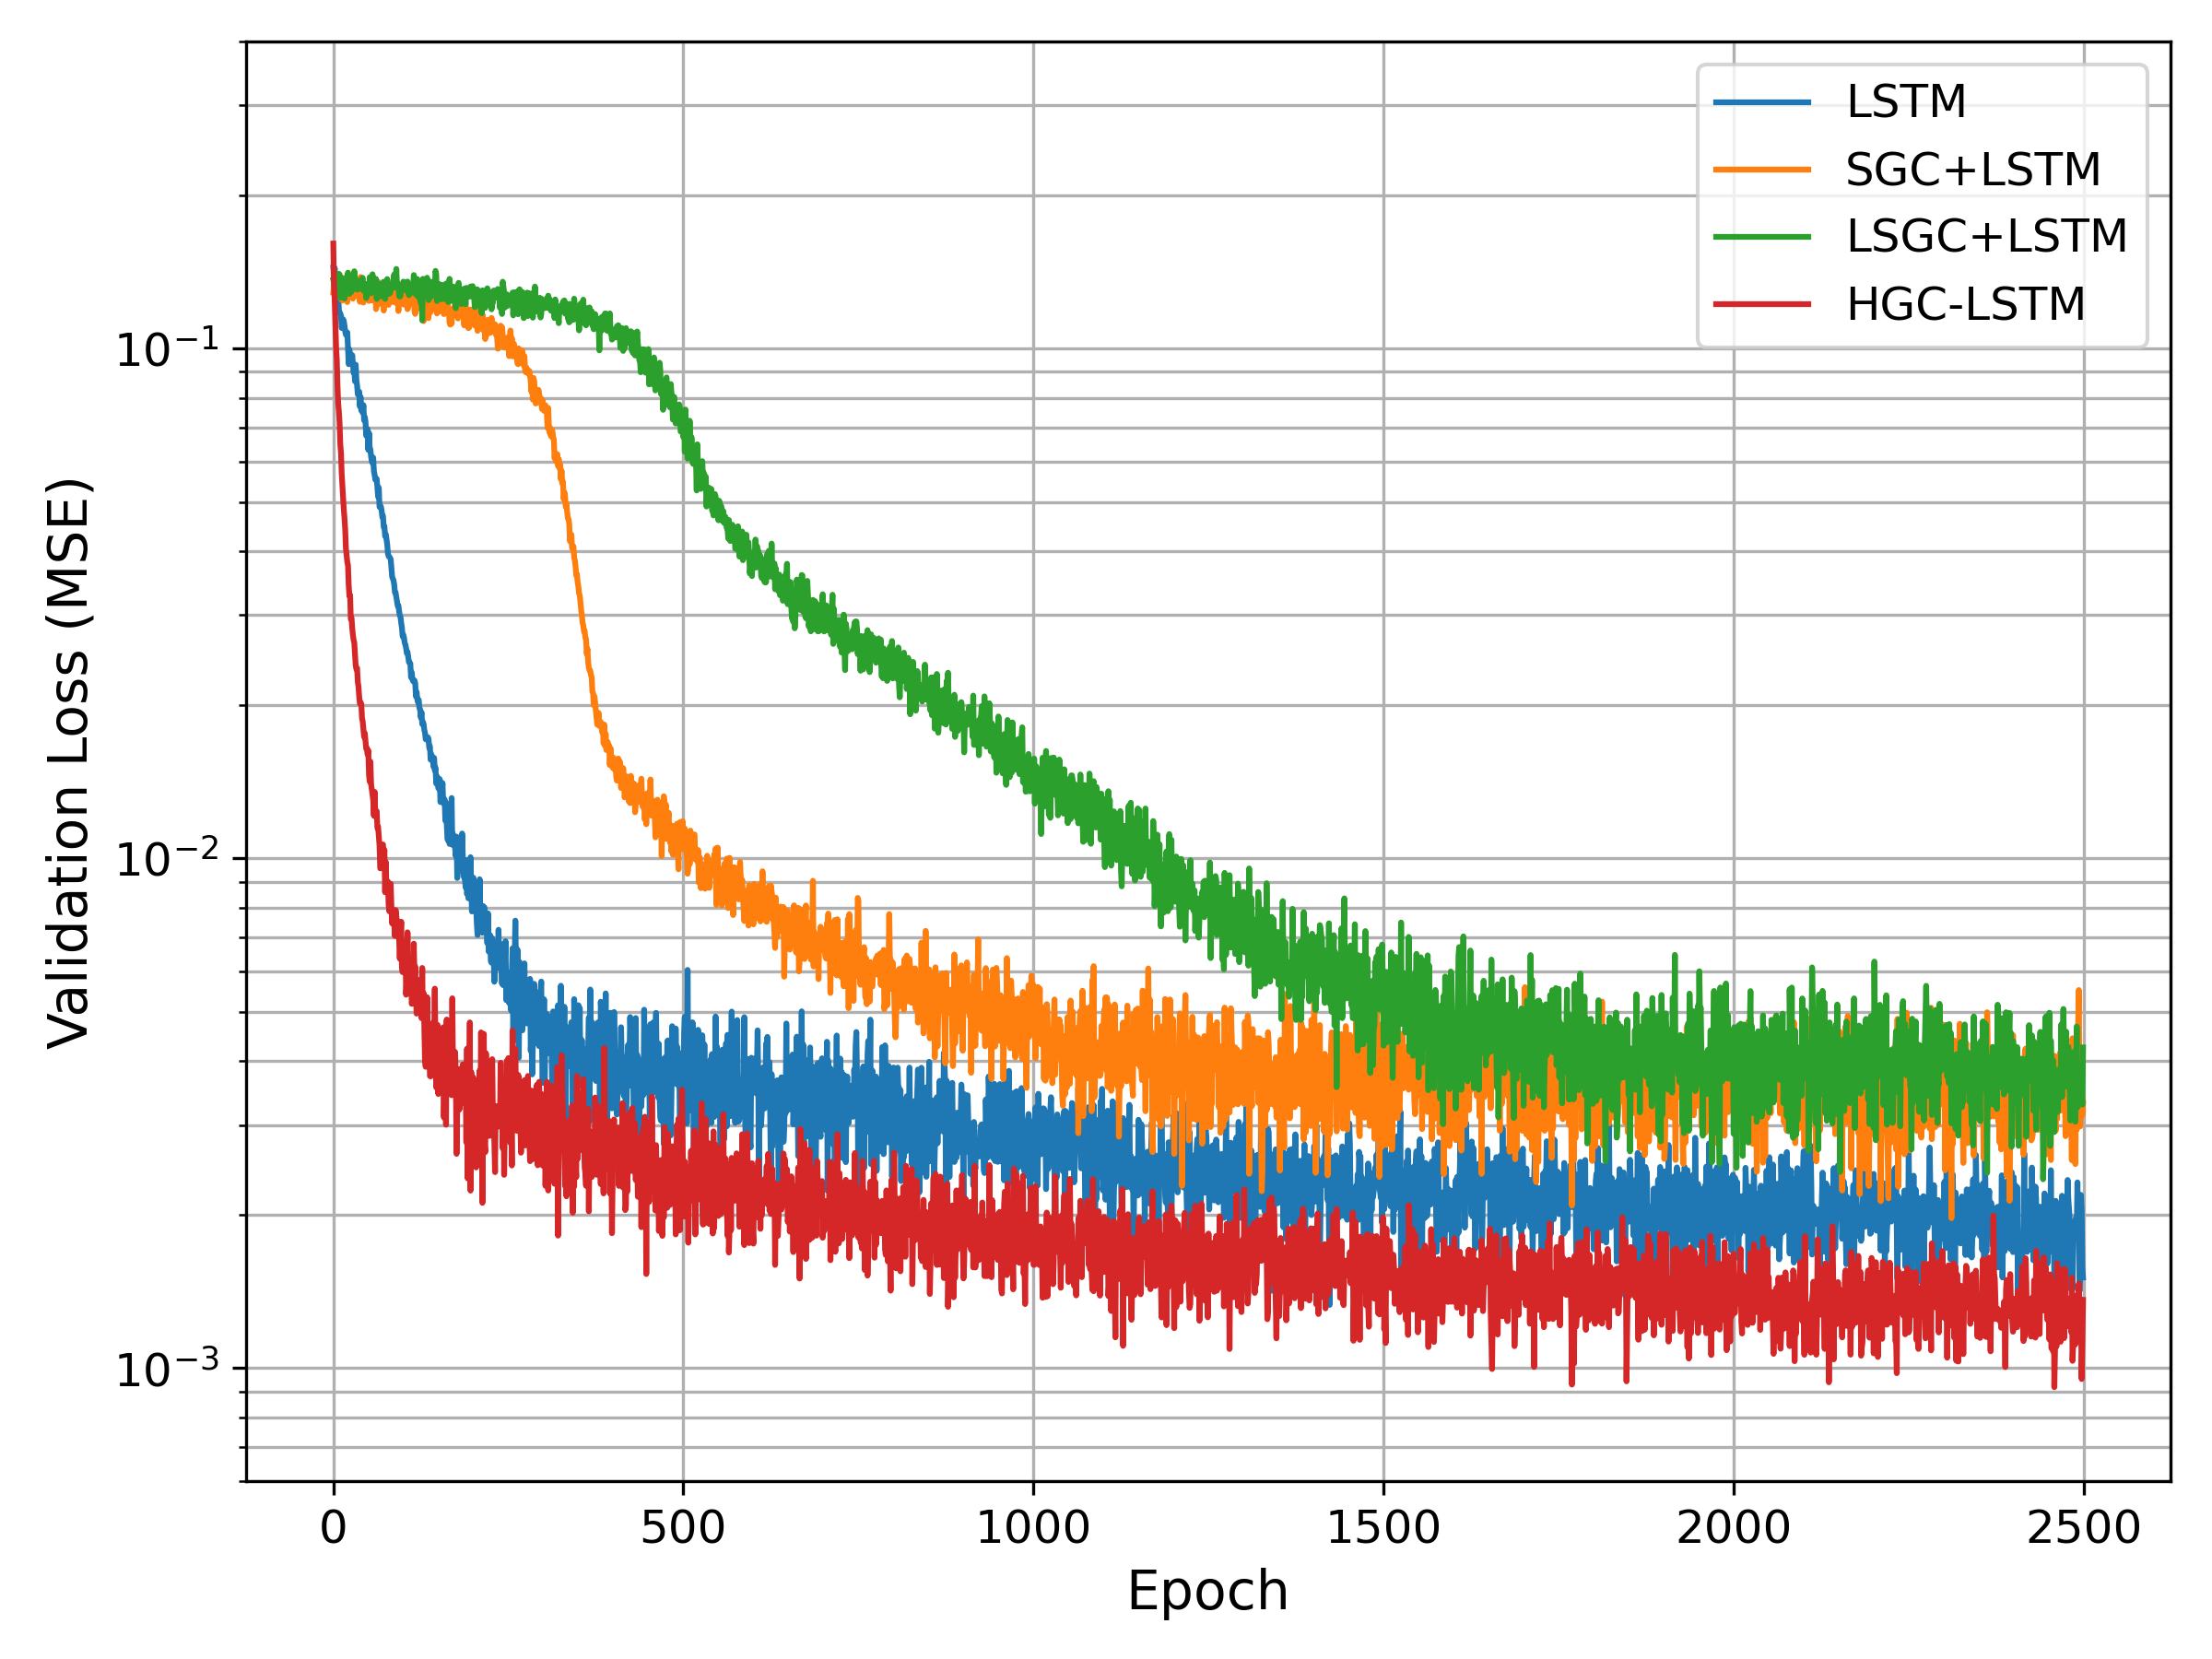 LSTM
SGC+LSTM
LSGC+LSTM
HGC-LSTM
Validation Loss (MSE)
10⁻¹
10⁻²
10⁻³
0 500 1000 1500 2000 2500
Epoch